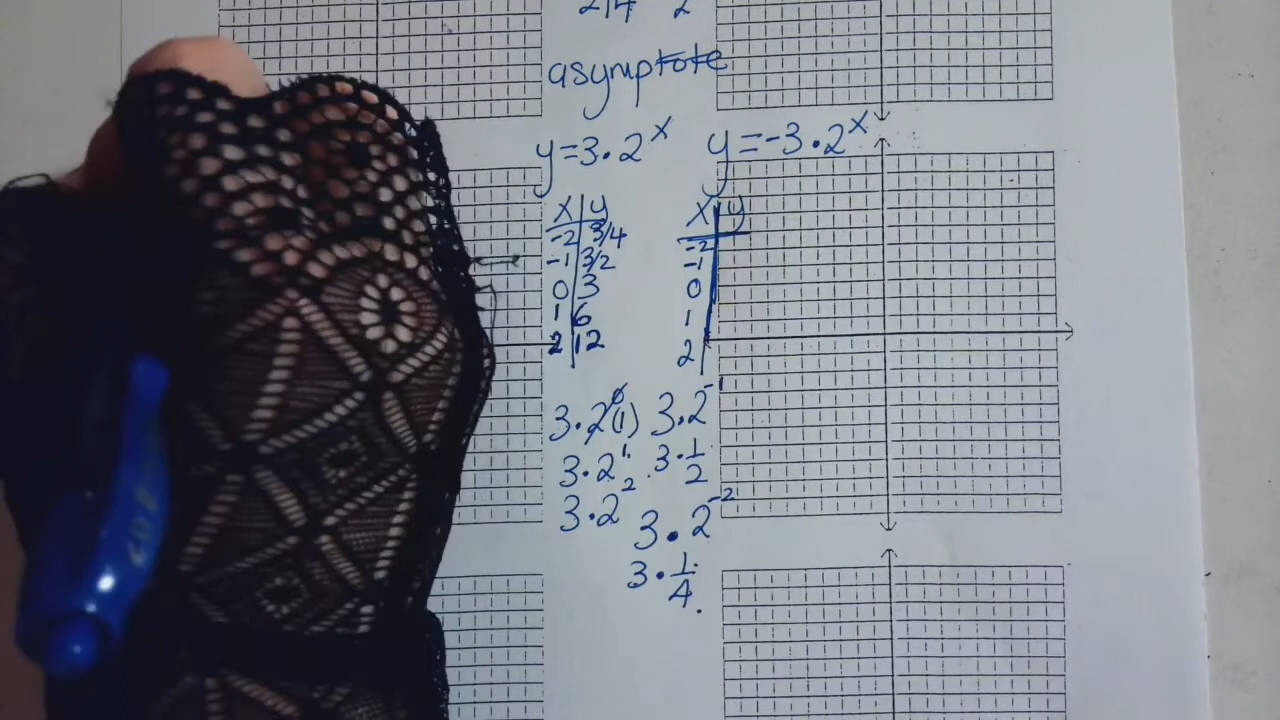 2|4 2
asymptote
y=3·2^x
x | y
-2 | 3/4
-1 | 3/2
0 | 3
1 | 6
2 | 12
y=-3·2^x
x | y
-2
-1
0
1
2
3·2^0(1)
3·2^1
3·2^2
3·2^-1
3·1/2
3·2^-2
3·1/4